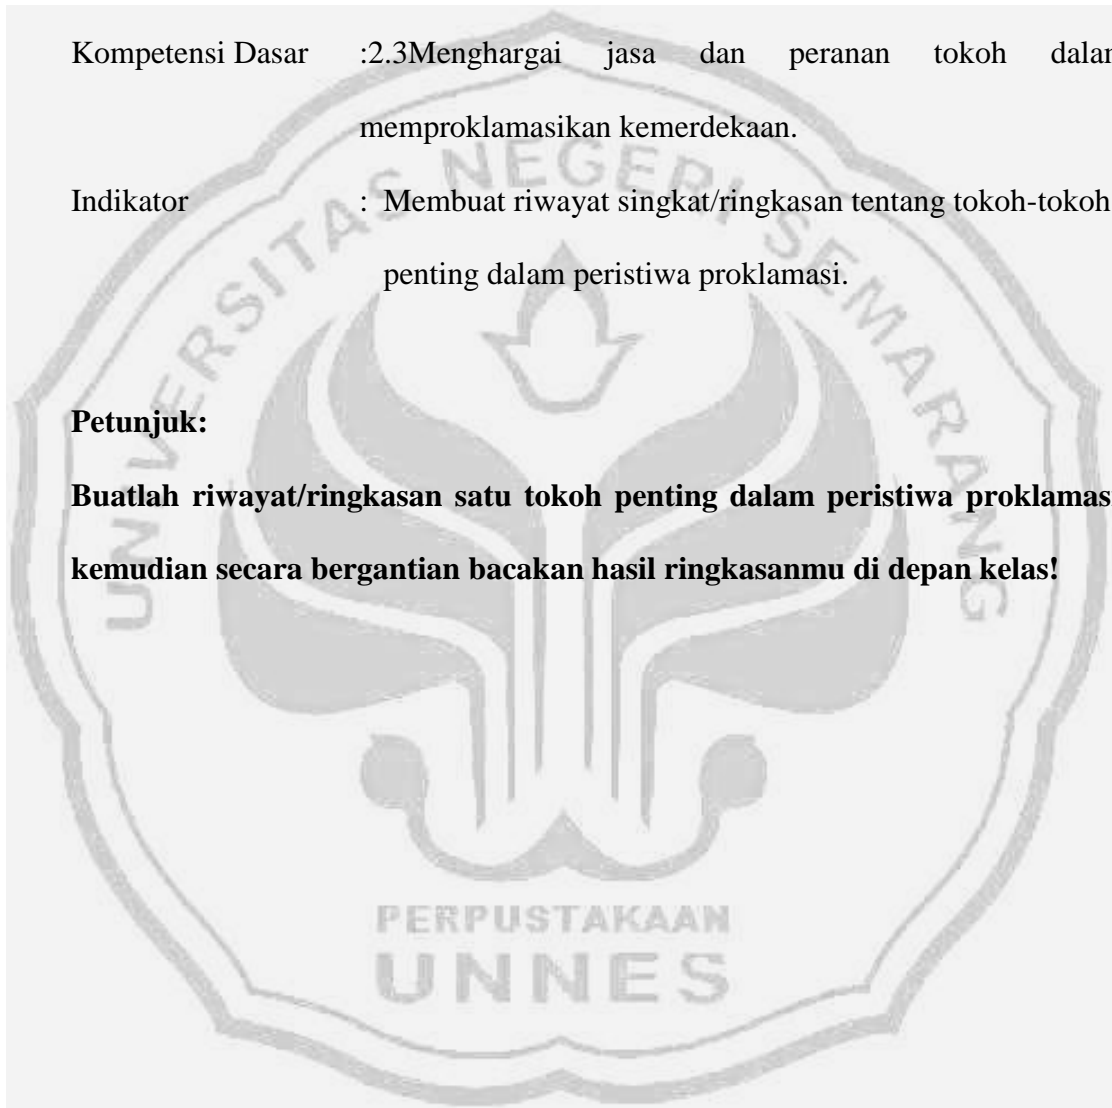 Kompetensi Dasar :2.3Menghargai jasa dan peranan tokoh dalam
memproklamasikan kemerdekaan.
Indikator : Membuat riwayat singkat/ringkasan tentang tokoh-tokoh
penting dalam peristiwa proklamasi.
Petunjuk:
Buatlah riwayat/ringkasan satu tokoh penting dalam peristiwa proklamasi
kemudian secara bergantian bacakan hasil ringkasanmu di depan kelas!
UNIVERSITAS NEGERI SEMARANG
PERPUSTAKAAN
UNNES